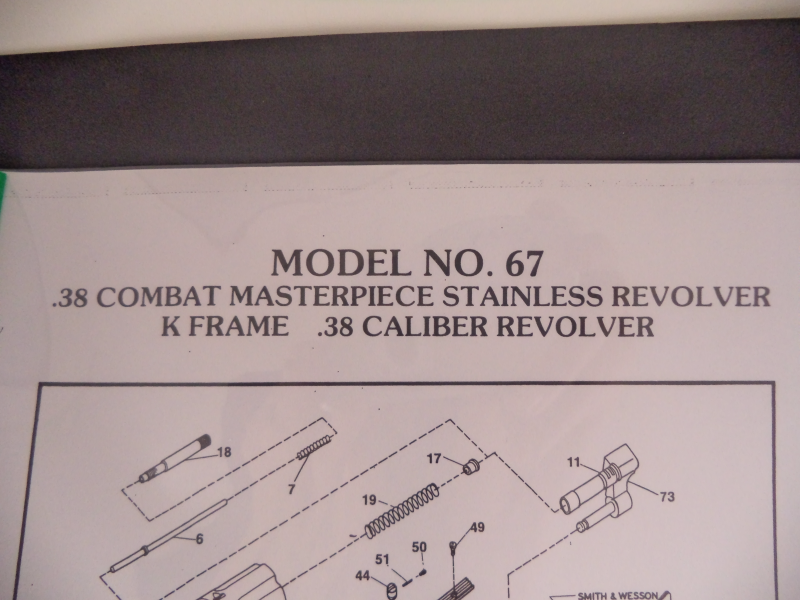 MODEL NO. 67
.38 COMBAT MASTERPIECE STAINLESS REVOLVER
K FRAME .38 CALIBER REVOLVER
18
7
17
11
73
19
6
49
50
51
44
SMITH & WESSON